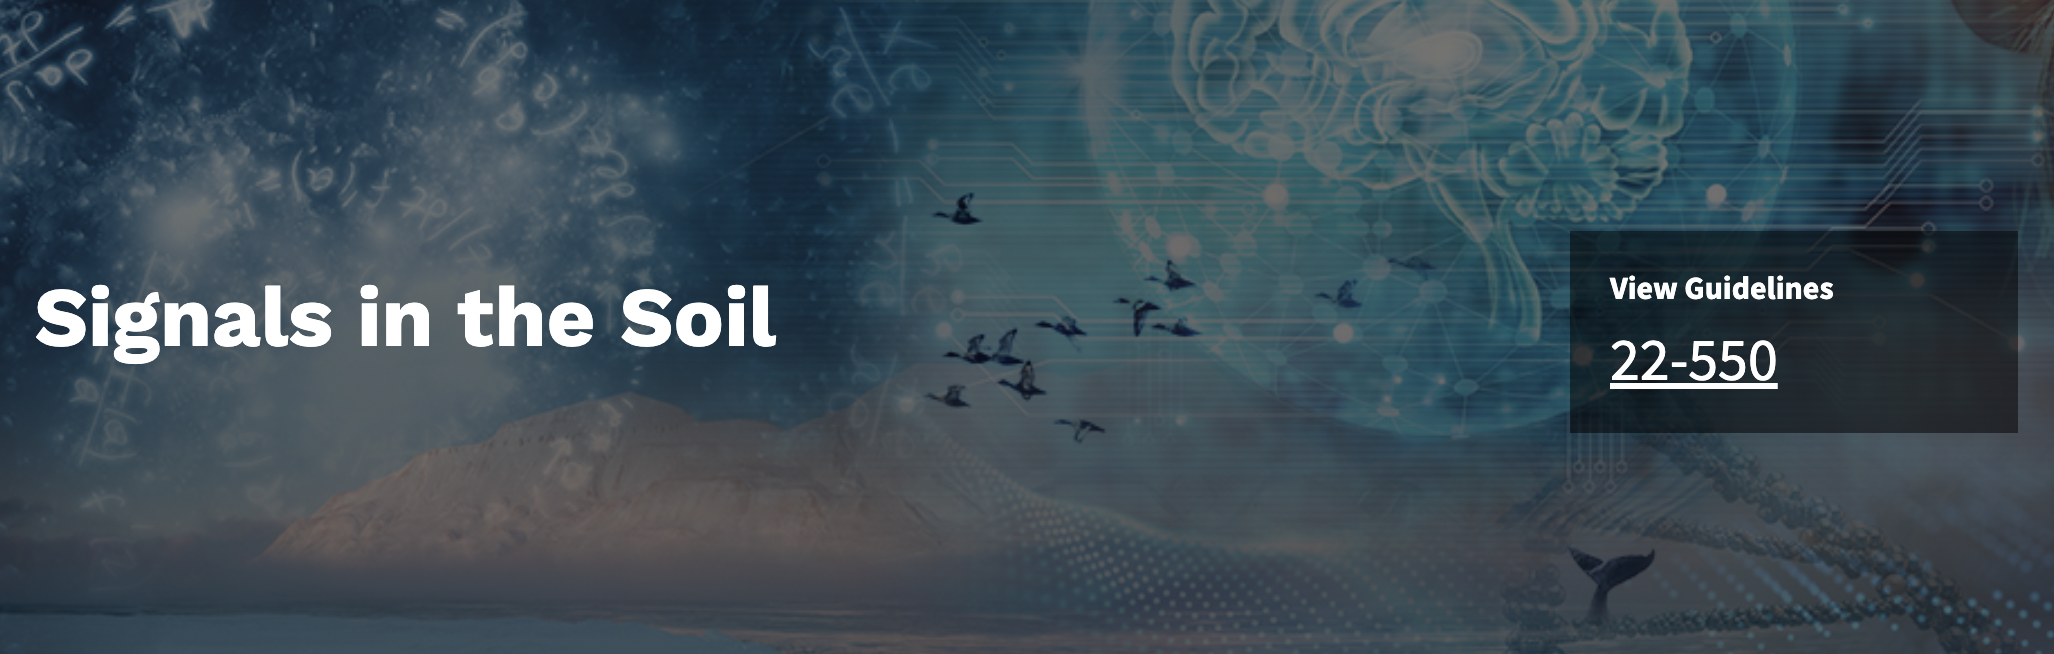 Signals in the Soil
View Guidelines
22-550